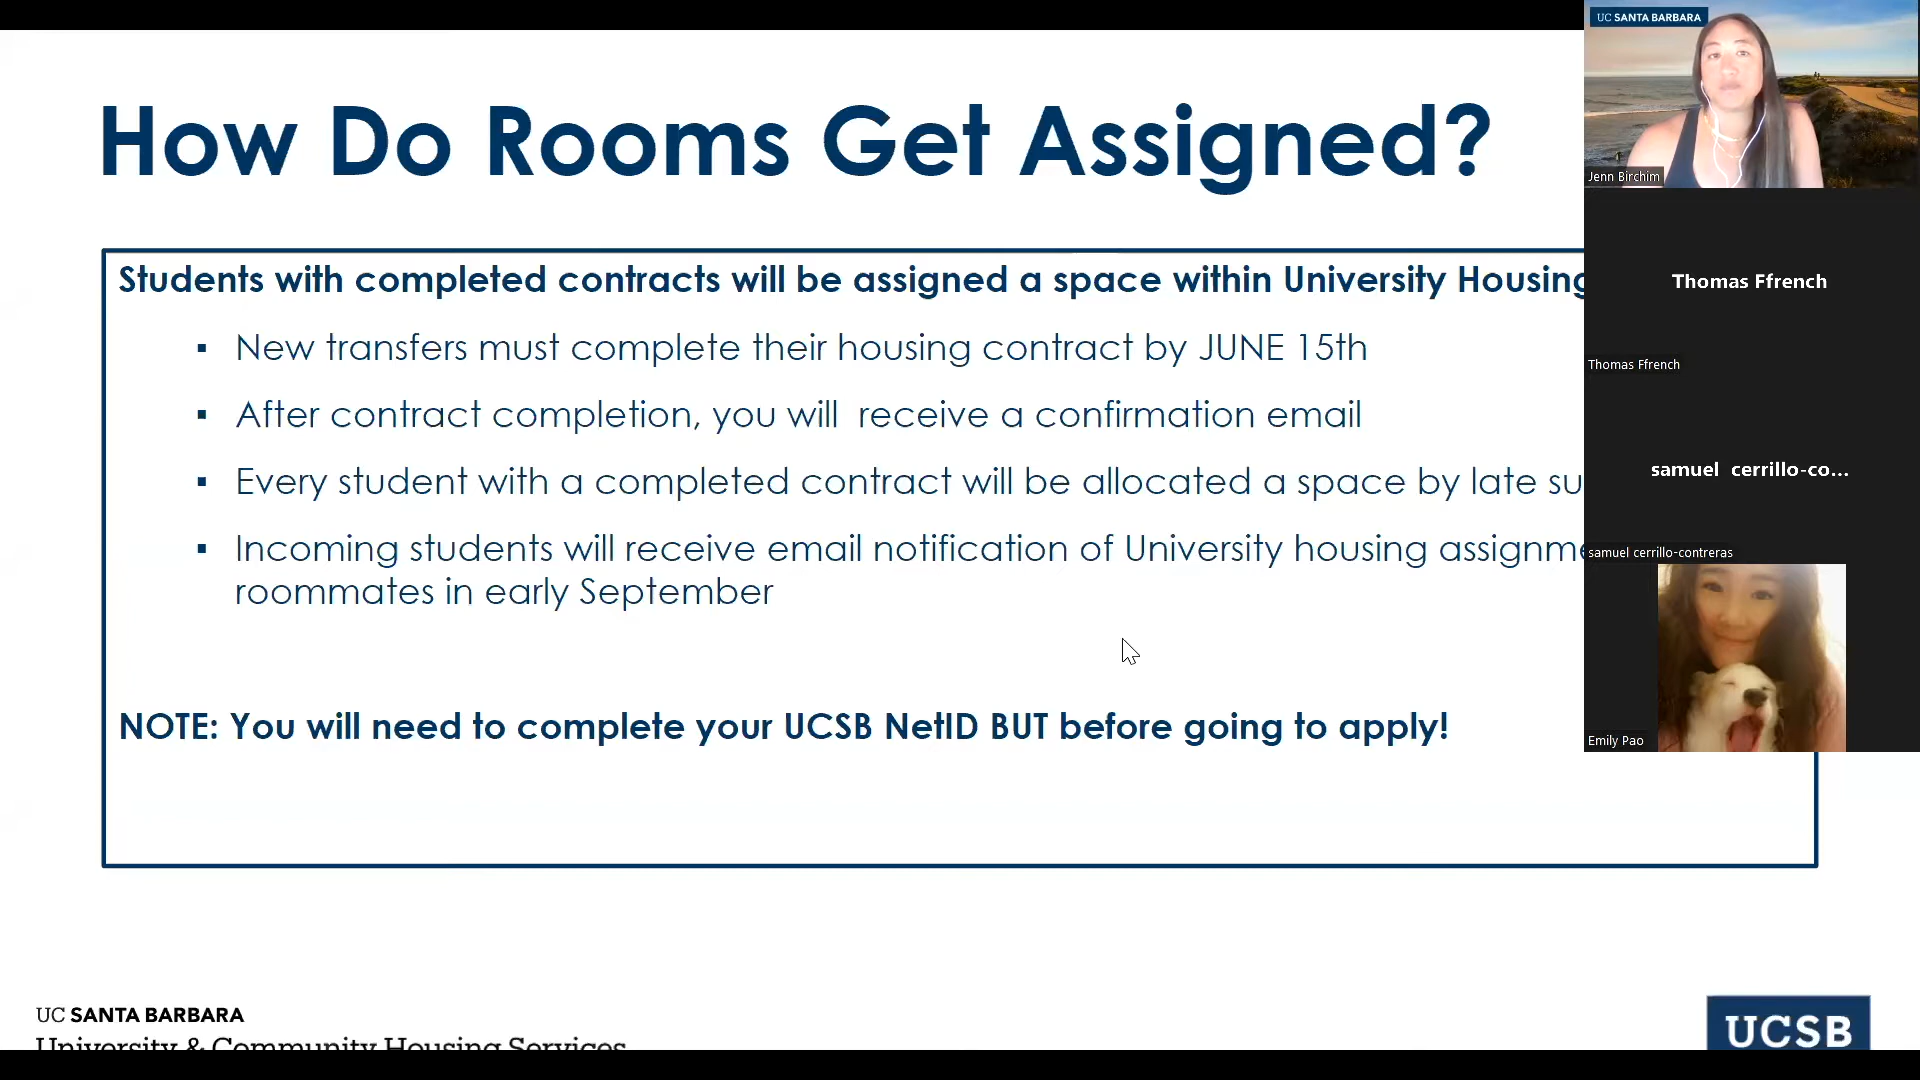 How Do Rooms Get Assigned?
Students with completed contracts will be assigned a space within University Housing
▪ New transfers must complete their housing contract by JUNE 15th
▪ After contract completion, you will  receive a confirmation email
▪ Every student with a completed contract will be allocated a space by late su
▪ Incoming students will receive email notification of University housing assignme
roommates in early September
NOTE: You will need to complete your UCSB NetID BUT before going to apply!
UC SANTA BARBARA
University & Community Housing Services
UCSB
UC SANTA BARBARA
Jenn Birchim
Thomas Ffrench
Thomas Ffrench
samuel  cerrillo-co...
samuel cerrillo-contreras
Emily Pao